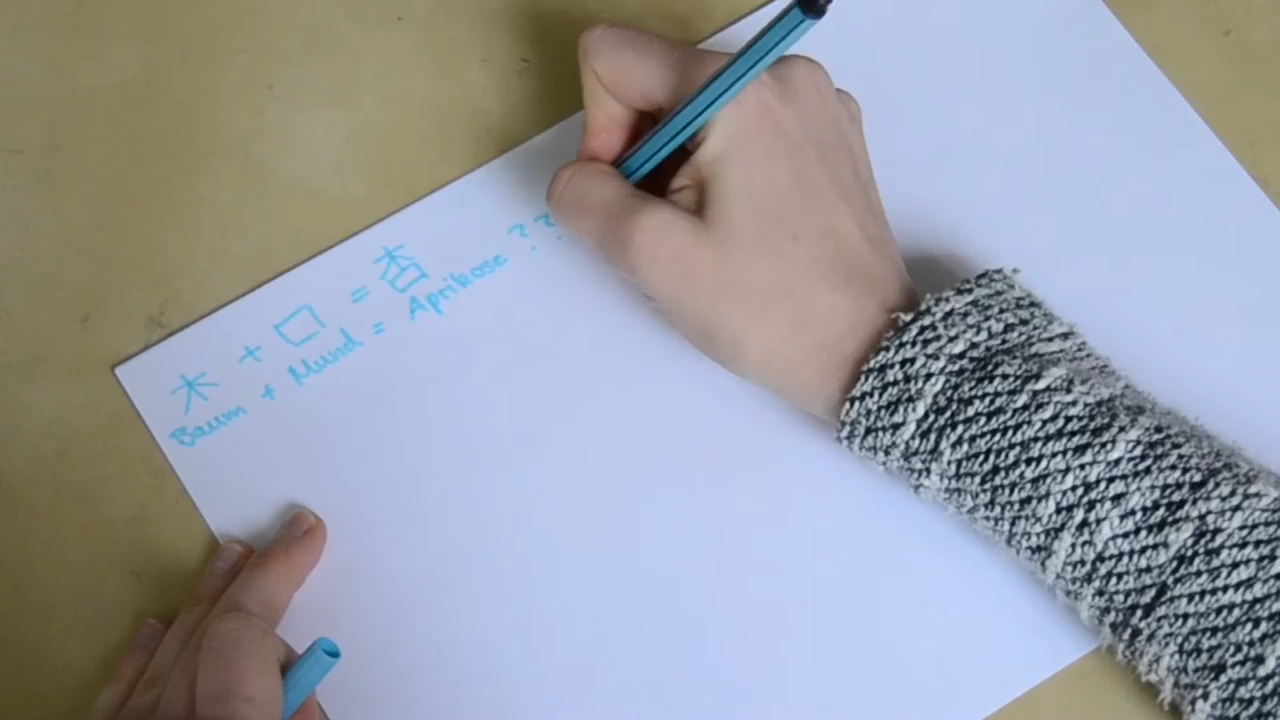 木 + 口 = 杏
Baum + Mund = Aprikose ??